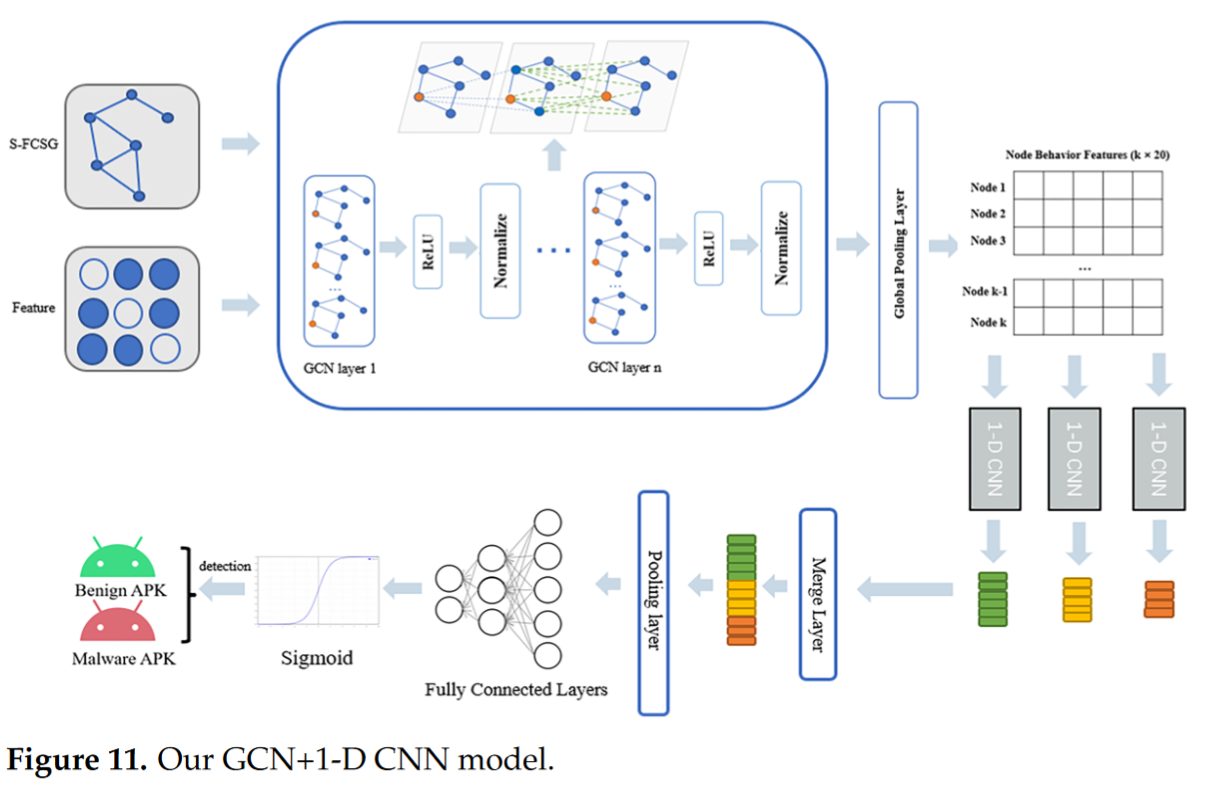 S-FCSG
Feature
GCN layer 1
ReLU
Normalize
...
GCN layer n
ReLU
Normalize
Global Pooling Layer
Node Behavior Features (k × 20)
Node 1
Node 2
Node 3
...
Node k-1
Node k
1-D CNN
1-D CNN
1-D CNN
Merge Layer
Pooling layer
Fully Connected Layers
Sigmoid
detection
Benign APK
Malware APK
Figure 11. Our GCN+1-D CNN model.